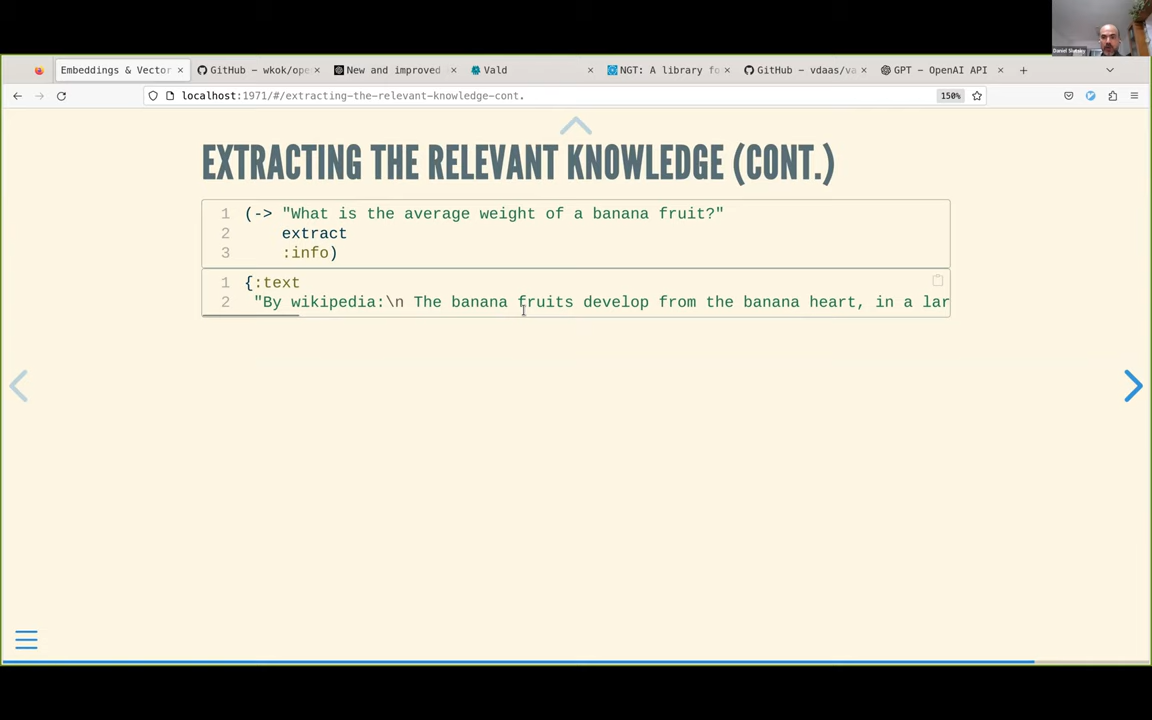 Daniel Slutsky
Embeddings & Vector
GitHub – wkok/ope
New and improved
Vald
NGT: A library fo
GitHub – vdaas/va
GPT – OpenAI API
localhost:1971/#/extracting-the-relevant-knowledge-cont.
150%
EXTRACTING THE RELEVANT KNOWLEDGE (CONT.)
1 (-> "What is the average weight of a banana fruit?"
2 extract
3 :info)
1 {:text
2 "By wikipedia:\n The banana fruits develop from the banana heart, in a lar